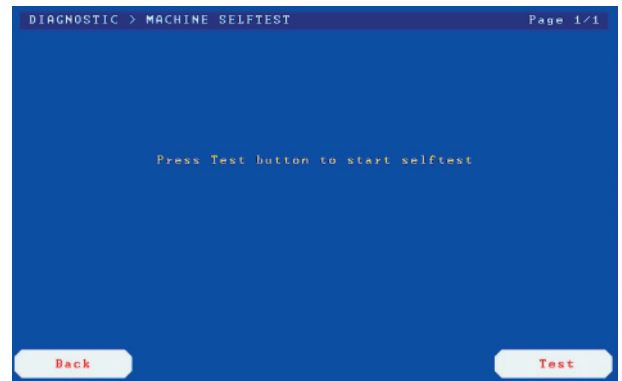 DIAGNOSTIC > MACHINE SELFTEST Page 1/1
Press Test button to start selftest
Back Test